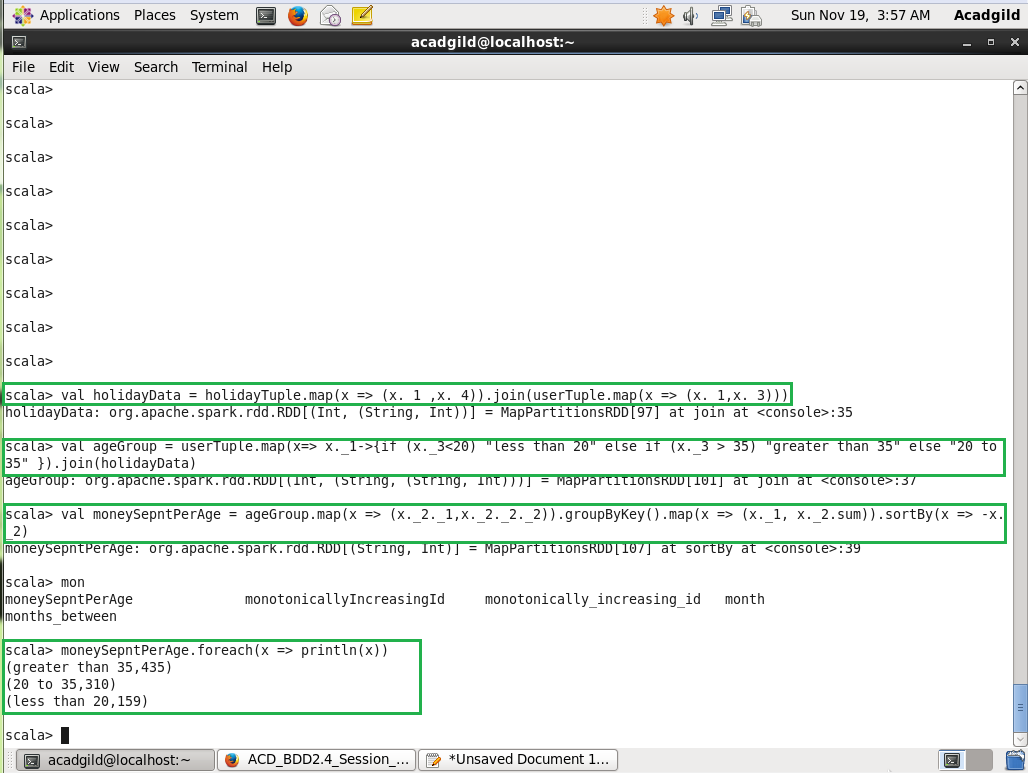 Applications Places System Sun Nov 19, 3:57 AM Acadgild
acadgild@localhost:~
File Edit View Search Terminal Help
scala>
scala>
scala>
scala>
scala>
scala>
scala>
scala>
scala>
scala> val holidayData = holidayTuple.map(x => (x._1 ,x._4)).join(userTuple.map(x => (x._1,x._3)))
holidayData: org.apache.spark.rdd.RDD[(Int, (String, Int))] = MapPartitionsRDD[97] at join at <console>:35
scala> val ageGroup = userTuple.map(x=> x._1->{if (x._3<20) "less than 20" else if (x._3 > 35) "greater than 35" else "20 to
35" }).join(holidayData)
ageGroup: org.apache.spark.rdd.RDD[(Int, (String, (String, Int)))] = MapPartitionsRDD[101] at join at <console>:37
scala> val moneySepntPerAge = ageGroup.map(x => (x._2._1,x._2._2._2)).groupByKey().map(x => (x._1, x._2.sum)).sortBy(x => -x.
_2)
moneySepntPerAge: org.apache.spark.rdd.RDD[(String, Int)] = MapPartitionsRDD[107] at sortBy at <console>:39
scala> mon
moneySepntPerAge monotonicallyIncreasingId monotonically_increasing_id month
months_between
scala> moneySepntPerAge.foreach(x => println(x))
(greater than 35,435)
(20 to 35,310)
(less than 20,159)
scala>
acadgild@localhost:~ ACD_BDD2.4_Session_... *Unsaved Document 1...